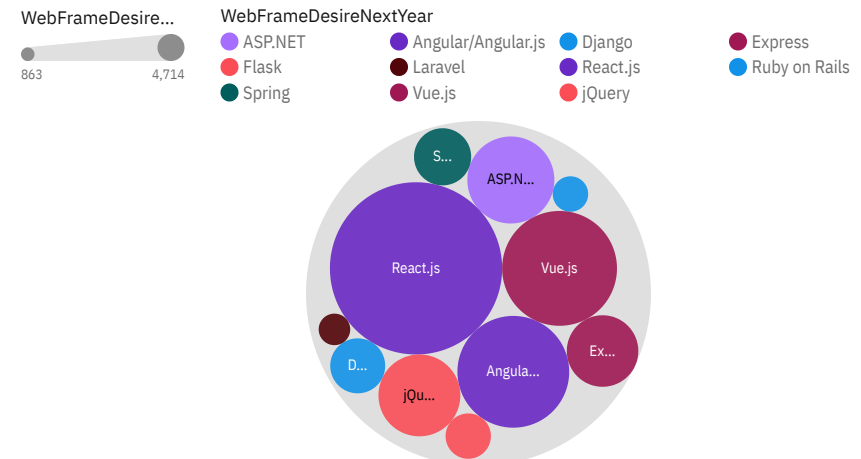 WebFrameDesire...
863
4,714
WebFrameDesireNextYear
ASP.NET
Angular/Angular.js
Django
Express
Flask
Laravel
React.js
Ruby on Rails
Spring
Vue.js
jQuery
S...
ASP.N...
React.js
Vue.js
Ex...
D...
Angula...
jQu...